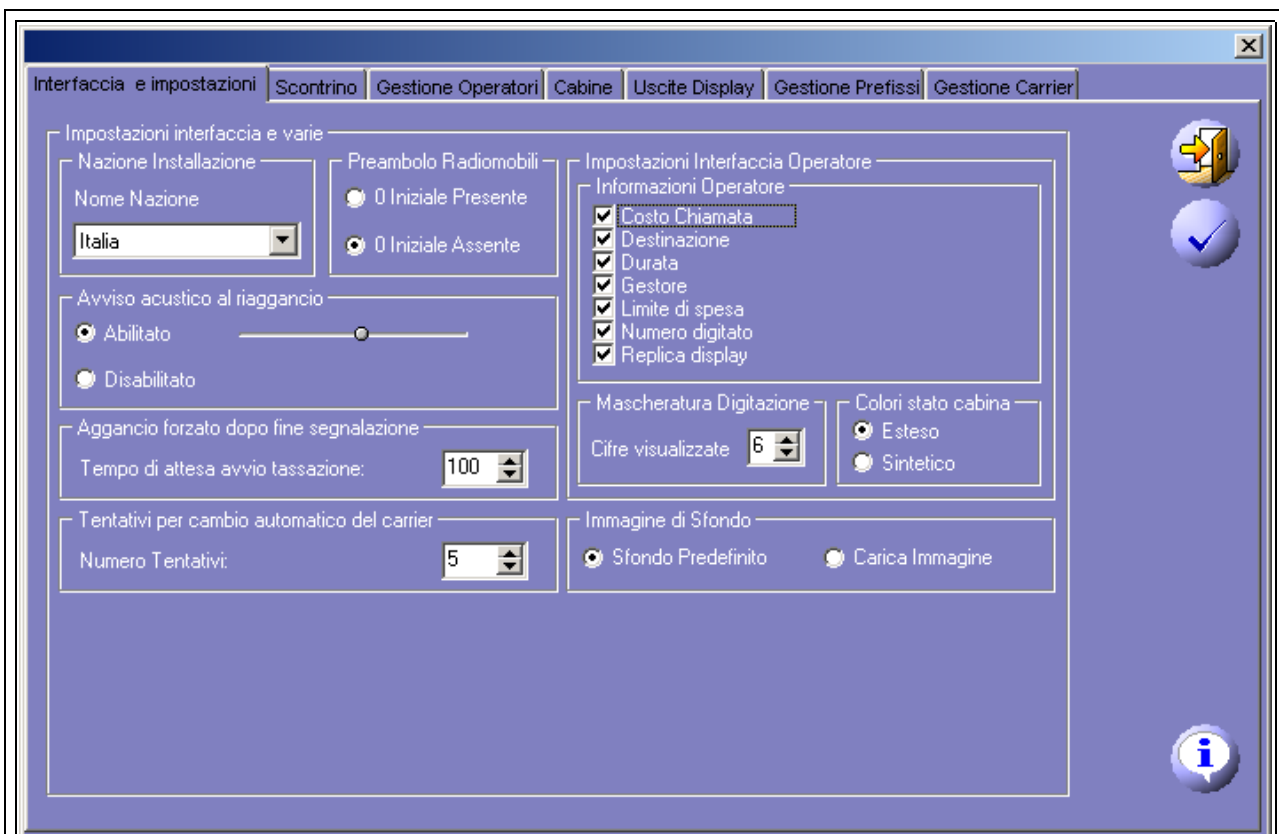 Interfaccia e impostazioni
Scontrino
Gestione Operatori
Cabine
Uscite Display
Gestione Prefissi
Gestione Carrier
Impostazioni interfaccia e varie
Nazione Installazione
Nome Nazione
Italia
Preambolo Radiomobili
0 Iniziale Presente
0 Iniziale Assente
Avviso acustico al riaggancio
Abilitato
Disabilitato
Aggancio forzato dopo fine segnalazione
Tempo di attesa avvio tassazione:
100
Tentativi per cambio automatico del carrier
Numero Tentativi:
5
Impostazioni Interfaccia Operatore
Informazioni Operatore
Costo Chiamata
Destinazione
Durata
Gestore
Limite di spesa
Numero digitato
Replica display
Mascheratura Digitazione
Cifre visualizzate
6
Colori stato cabina
Esteso
Sintetico
Immagine di Sfondo
Sfondo Predefinito
Carica Immagine